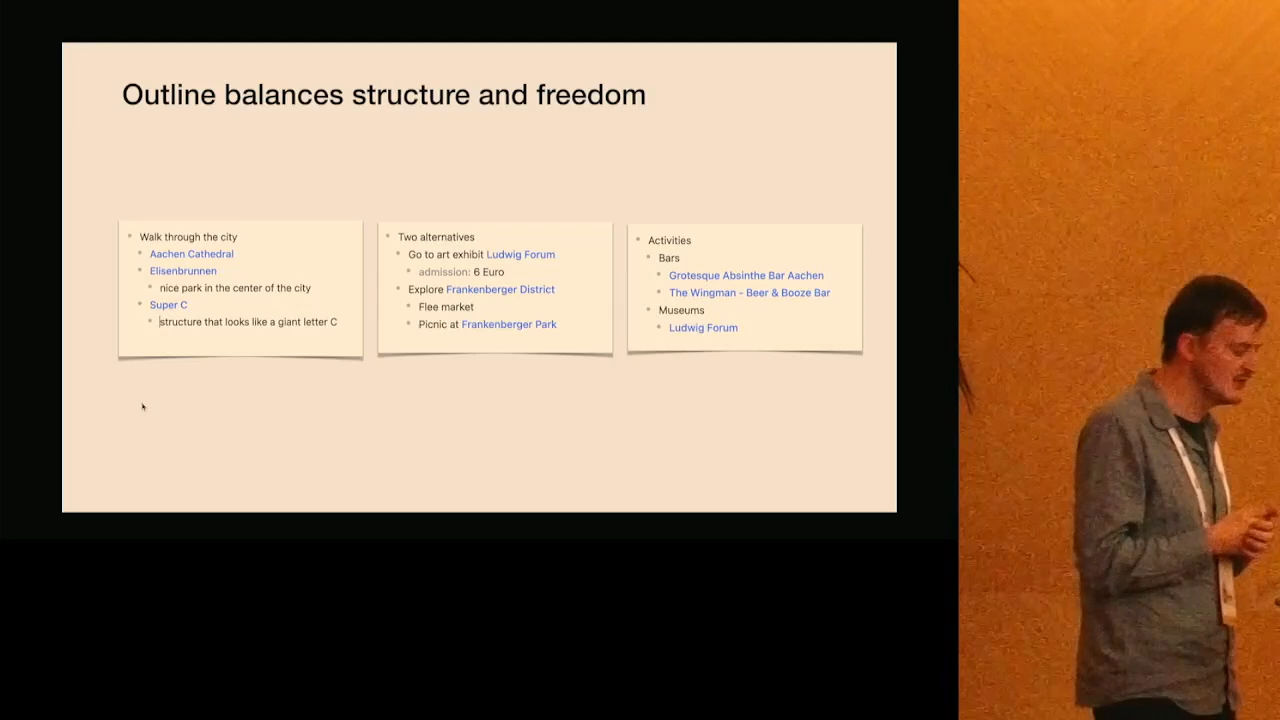 Outline balances structure and freedom
Walk through the city
Aachen Cathedral
Elisenbrunnen
nice park in the center of the city
Super C
structure that looks like a giant letter C
Two alternatives
Go to art exhibit Ludwig Forum
admission: 6 Euro
Explore Frankenberger District
Flee market
Picnic at Frankenberger Park
Activities
Bars
Grotesque Absinthe Bar Aachen
The Wingman - Beer & Booze Bar
Museums
Ludwig Forum